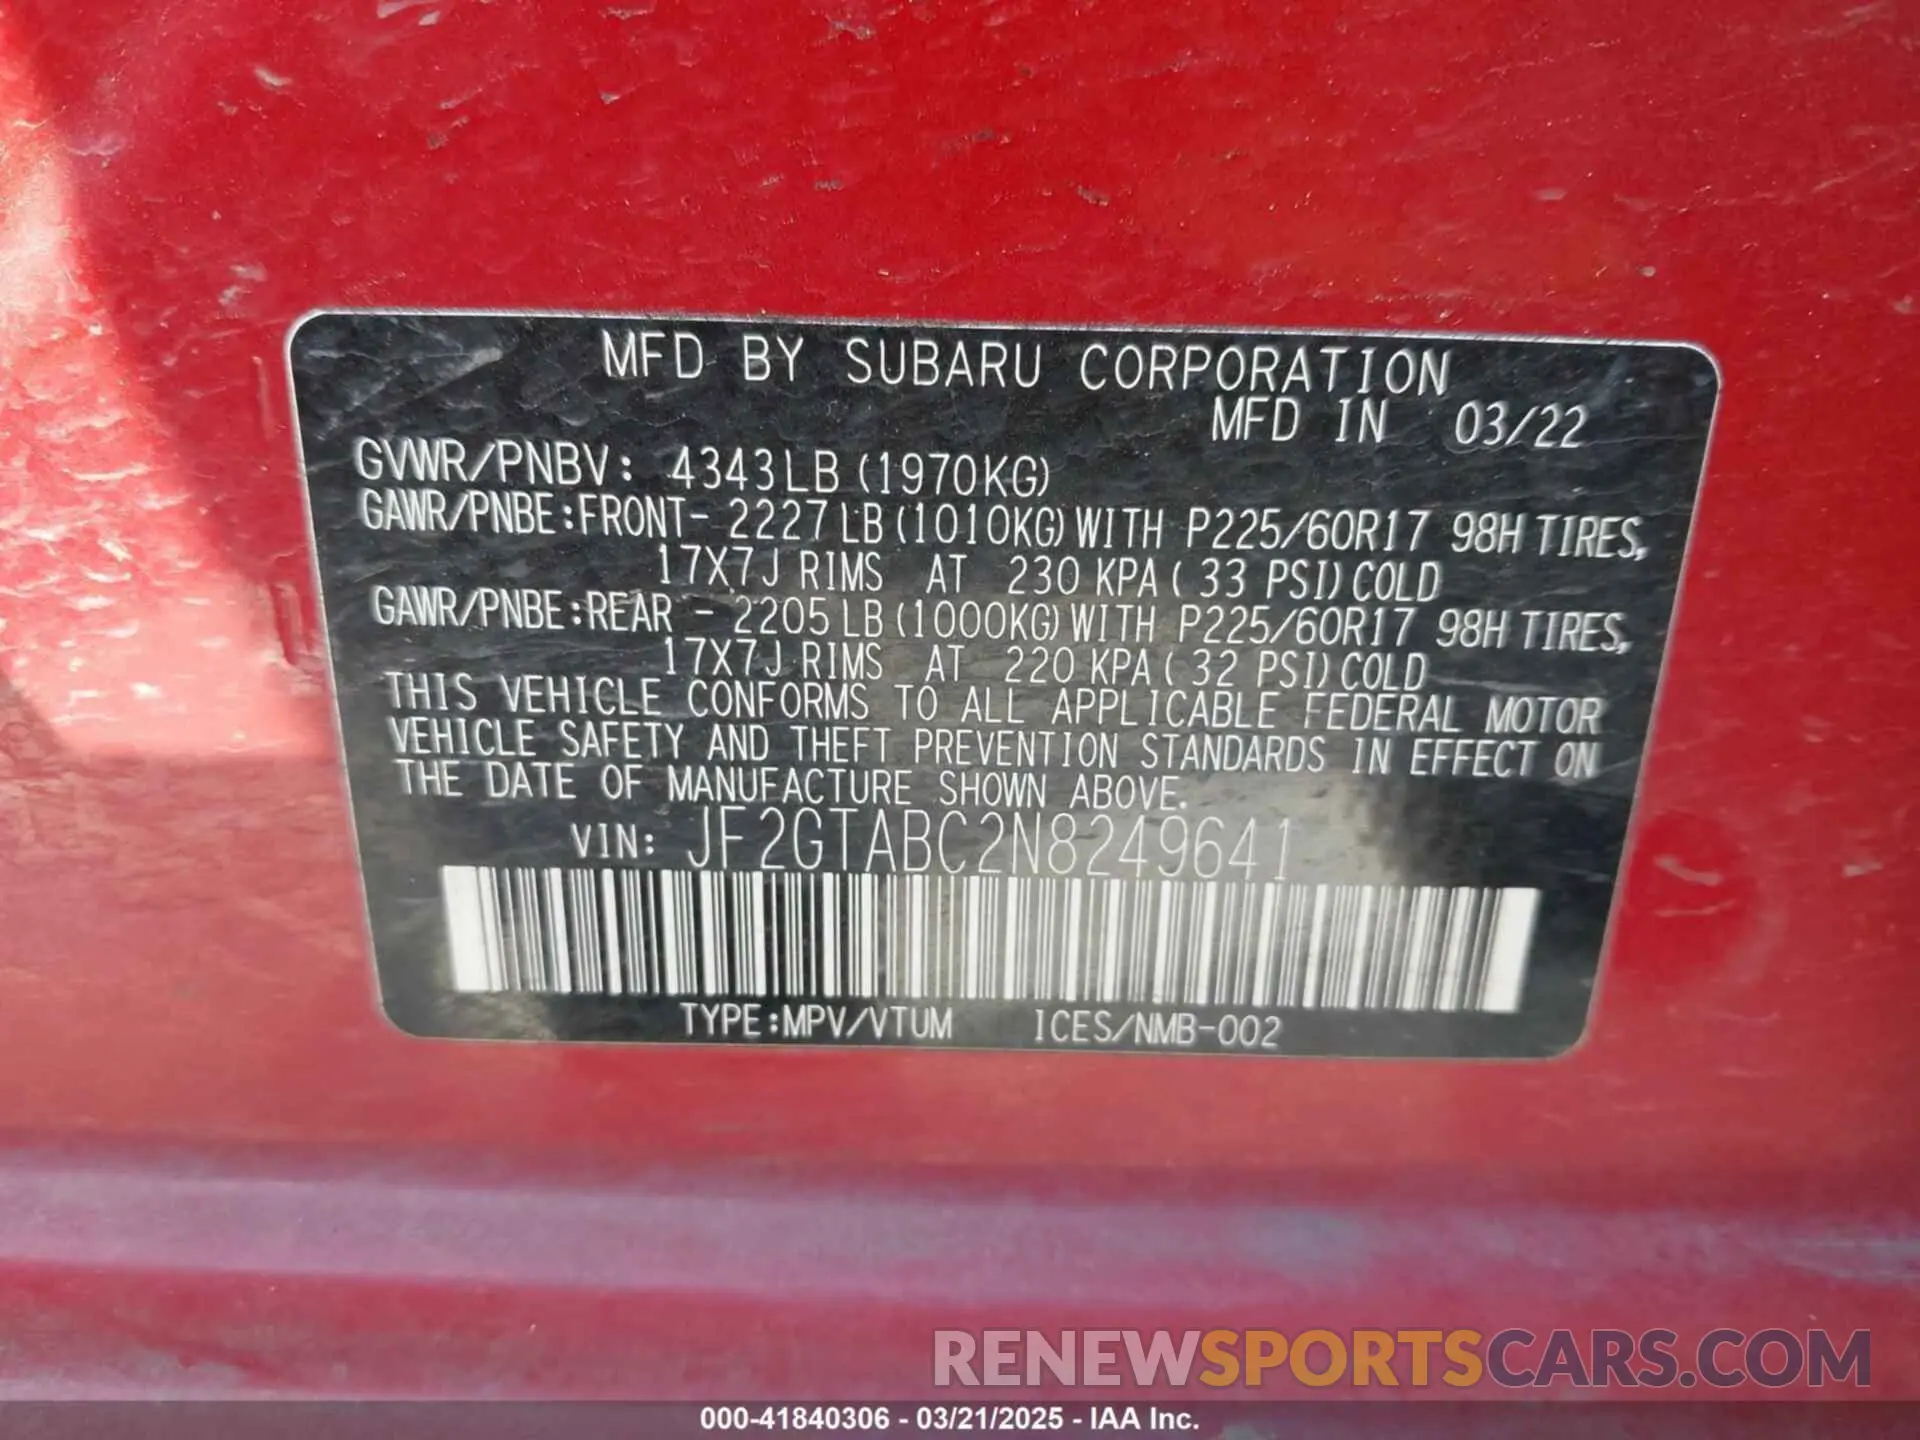 MFD BY SUBARU CORPORATION
MFD IN 03/22
GVWR/PNBV: 4343LB (1970KG)
GAWR/PNBE:FRONT- 2227LB (1010KG) WITH P225/60R17 98H TIRES,
17X7J RIMS AT 230 KPA ( 33 PSI) COLD
GAWR/PNBE:REAR - 2205LB (1000KG) WITH P225/60R17 98H TIRES,
17X7J RIMS AT 220 KPA ( 32 PSI) COLD
THIS VEHICLE CONFORMS TO ALL APPLICABLE FEDERAL MOTOR
VEHICLE SAFETY AND THEFT PREVENTION STANDARDS IN EFFECT ON
THE DATE OF MANUFACTURE SHOWN ABOVE.
VIN: JF2GTABC2N8249641
TYPE:MPV/VTUM ICES/NMB-002
RENEWSPORTSCARS.COM
000-41840306 - 03/21/2025 - IAA Inc.